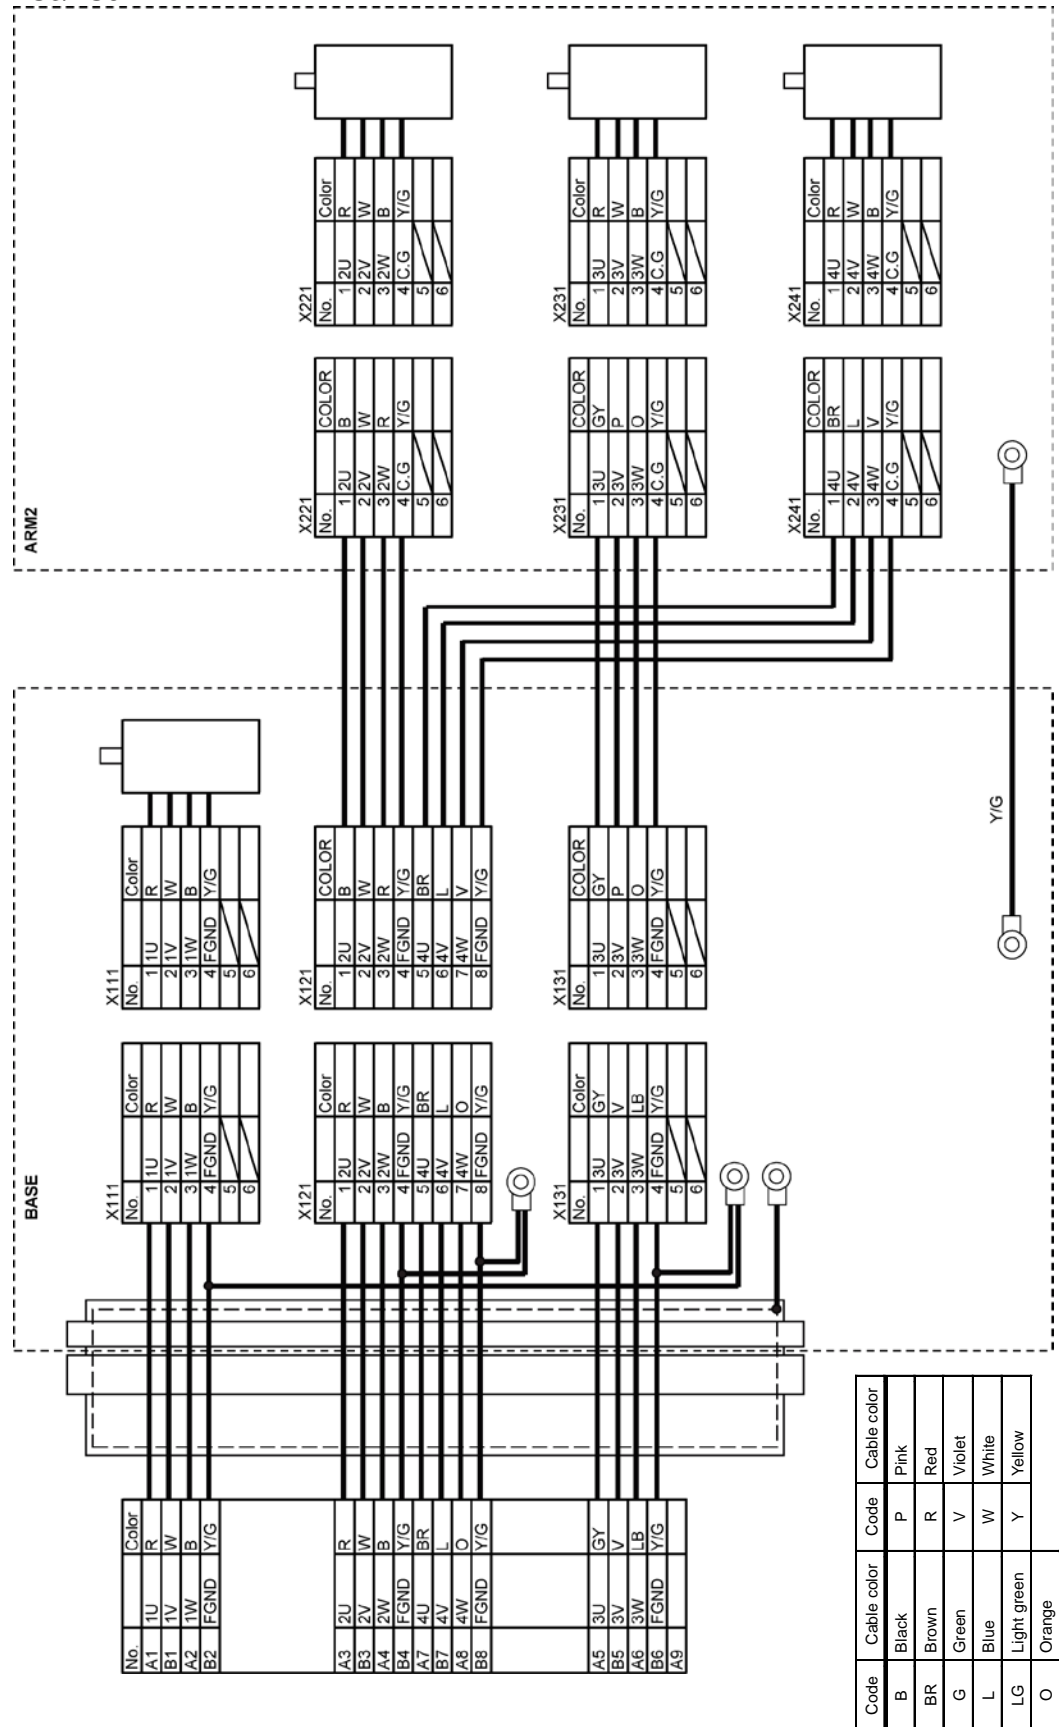 BASE
ARM2
No. Color
A1 1U R
B1 1V W
A2 1W B
B2 FGND Y/G
A3 2U R
B3 2V W
A4 2W B
B4 FGND Y/G
A7 4U BR
B7 4V L
A8 4W O
B8 FGND Y/G
A5 3U GY
B5 3V V
A6 3W LB
B6 FGND Y/G
A9
X111
No. Color
1 1U R
2 1V W
3 1W B
4 FGND Y/G
5
6
X121
No. Color
1 2U R
2 2V W
3 2W B
4 FGND Y/G
5 4U BR
6 4V L
7 4W O
8 FGND Y/G
X131
No. Color
1 3U GY
2 3V V
3 3W LB
4 FGND Y/G
5
6
X111
No. Color
1 1U R
2 1V W
3 1W B
4 FGND Y/G
5
6
X121
No. COLOR
1 2U B
2 2V W
3 2W R
4 FGND Y/G
5 4U BR
6 4V L
7 4W V
8 FGND Y/G
X131
No. COLOR
1 3U GY
2 3V P
3 3W O
4 FGND Y/G
5
6
Y/G
X221
No. COLOR
1 2U B
2 2V W
3 2W R
4 C.G Y/G
5
6
X231
No. COLOR
1 3U GY
2 3V P
3 3W O
4 C.G Y/G
5
6
X241
No. COLOR
1 4U BR
2 4V L
3 4W V
4 C.G Y/G
5
6
X221
No. Color
1 2U R
2 2V W
3 2W B
4 C.G Y/G
5
6
X231
No. Color
1 3U R
2 3V W
3 3W B
4 C.G Y/G
5
6
X241
No. Color
1 4U R
2 4V W
3 4W B
4 C.G Y/G
5
6
Code Cable color Code Cable color
B Black P Pink
BR Brown R Red
G Green V Violet
L Blue W White
LG Light green Y Yellow
O Orange